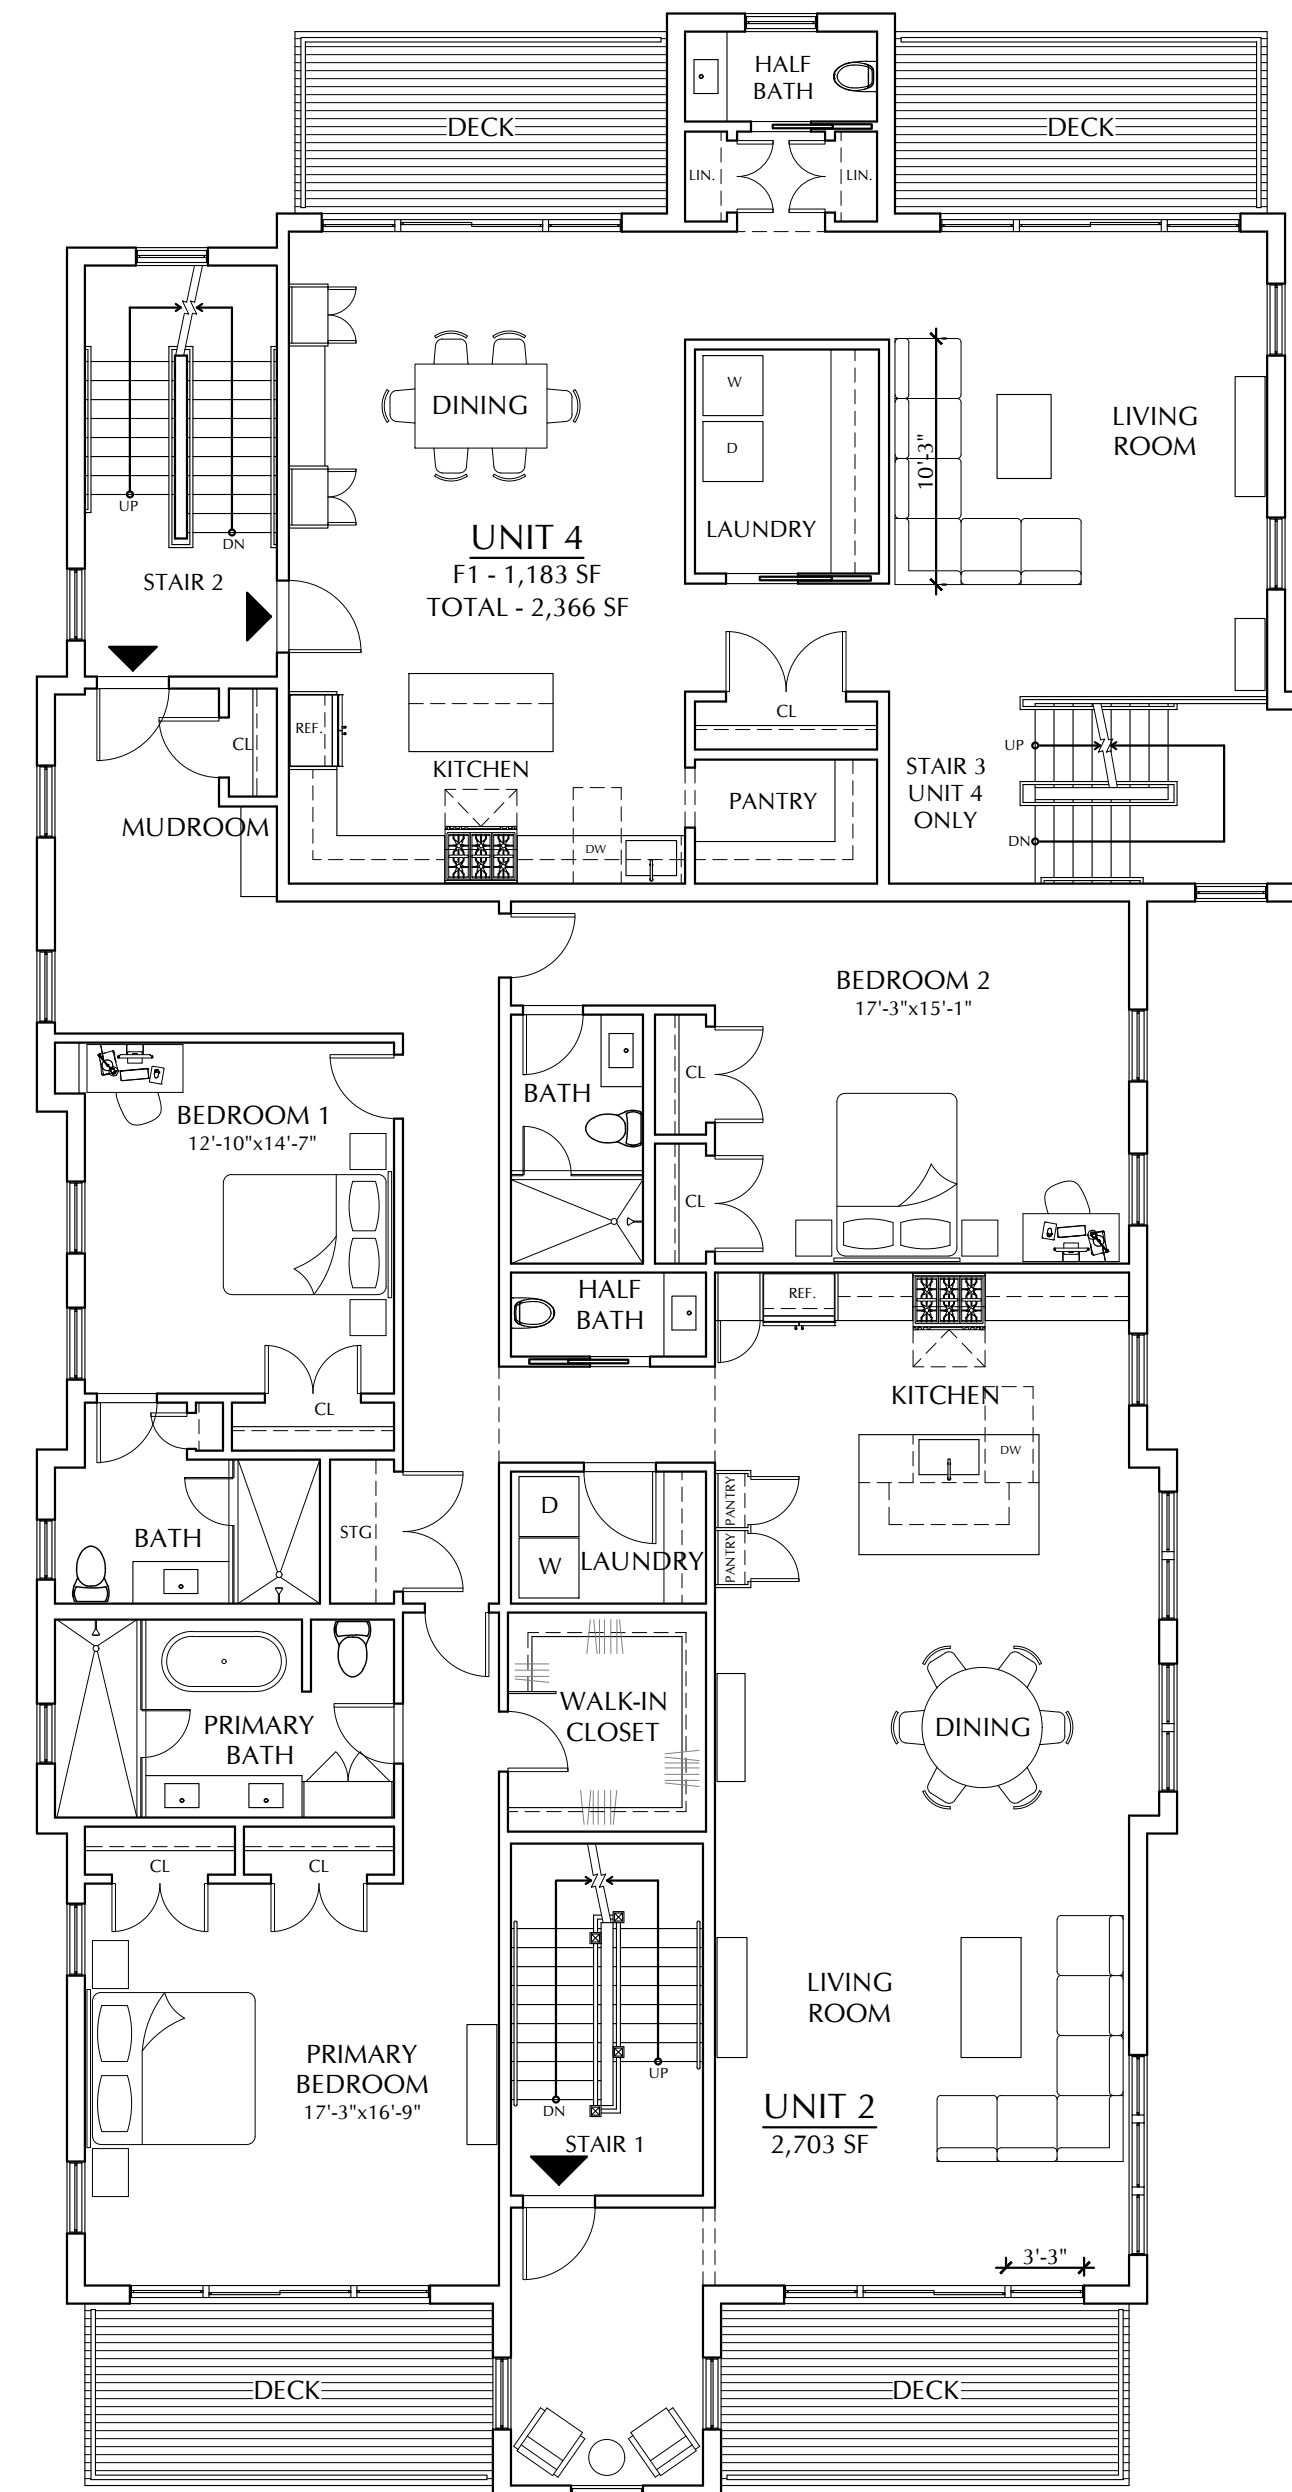 HALF
BATH
DECK
DECK
LIN.
LIN.
W
DINING
D
10'-3"
LIVING
ROOM
UP
DN
LAUNDRY
UNIT 4
F1 - 1,183 SF
TOTAL - 2,366 SF
STAIR 2
REF.
CL
CL
UP
KITCHEN
STAIR 3
UNIT 4
ONLY
PANTRY
MUDROOM
DN
DW
BEDROOM 2
17'-3"x15'-1"
CL
BATH
BEDROOM 1
12'-10"x14'-7"
CL
HALF
BATH
REF.
KITCHEN
CL
DW
D
PANTRY
STG
BATH
W
LAUNDRY
PANTRY
WALK-IN
CLOSET
PRIMARY
BATH
DINING
CL
CL
LIVING
ROOM
PRIMARY
BEDROOM
17'-3"x16'-9"
UP
DN
UNIT 2
2,703 SF
STAIR 1
3'-3"
DECK
DECK